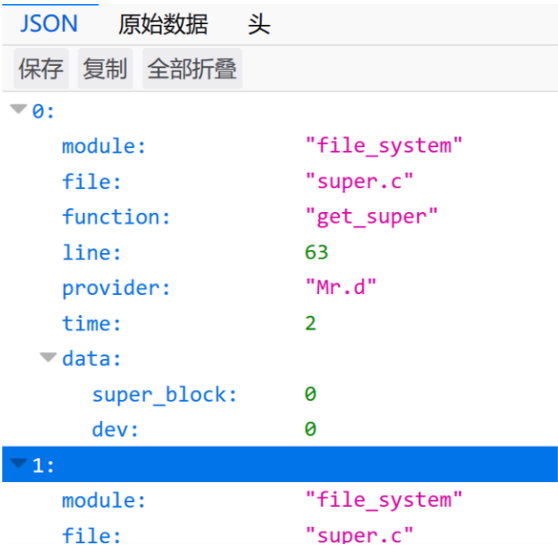 JSON 原始数据 头
保存 复制 全部折叠
0:
module: "file_system"
file: "super.c"
function: "get_super"
line: 63
provider: "Mr.d"
time: 2
data:
super_block: 0
dev: 0
1:
module: "file_system"
file: "super.c"